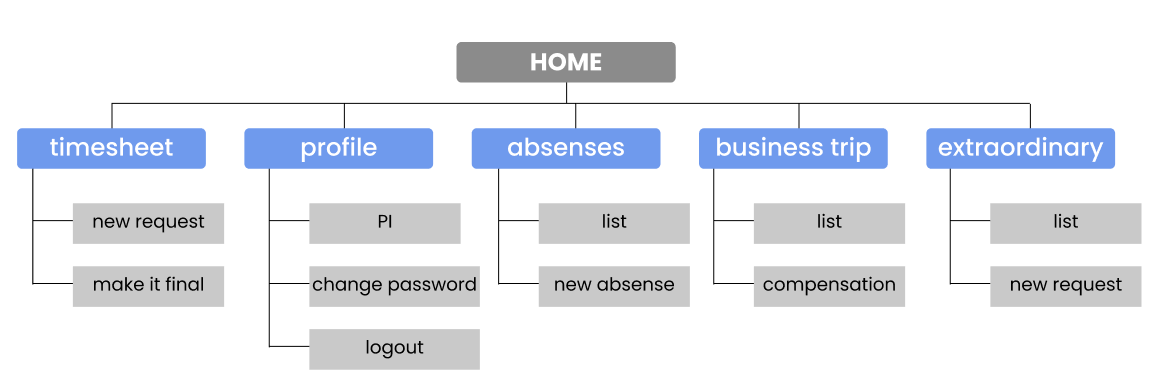 HOME
timesheet
profile
absenses
business trip
extraordinary
new request
PI
list
list
list
make it final
change password
new absense
compensation
new request
logout